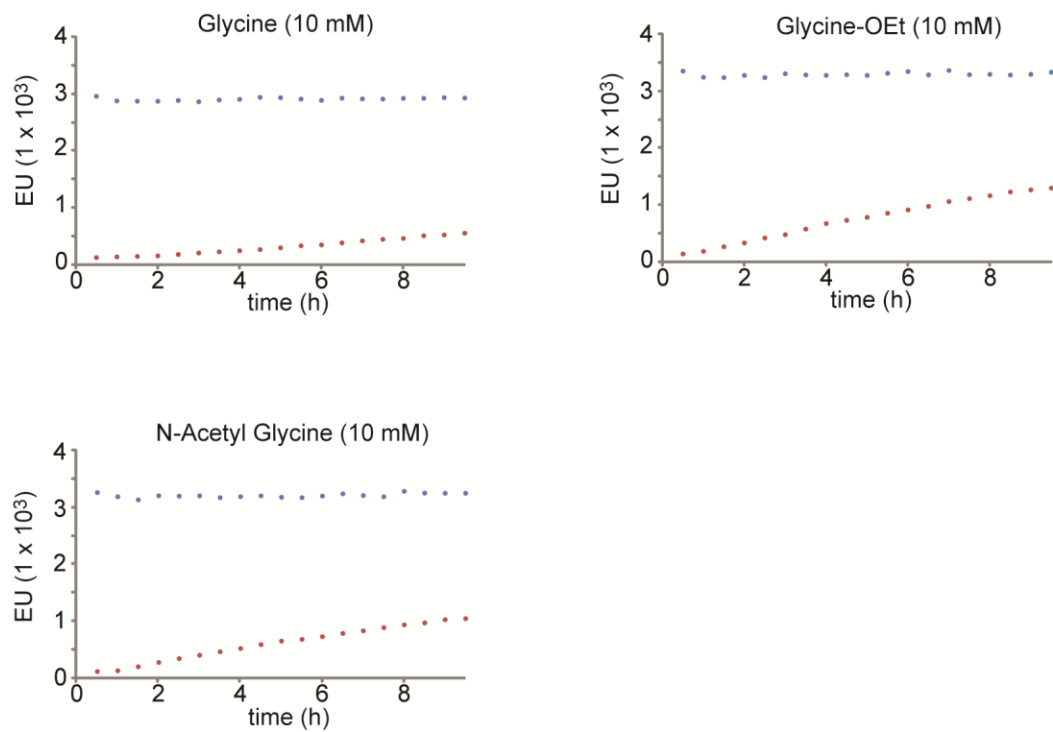 Glycine (10 mM)
4
3
2
1
0
EU (1 x 10³)
0 2 4 6 8
time (h)
Glycine-OEt (10 mM)
4
3
2
1
0
EU (1 x 10³)
0 2 4 6 8
time (h)
N-Acetyl Glycine (10 mM)
4
3
2
1
0
EU (1 x 10³)
0 2 4 6 8
time (h)